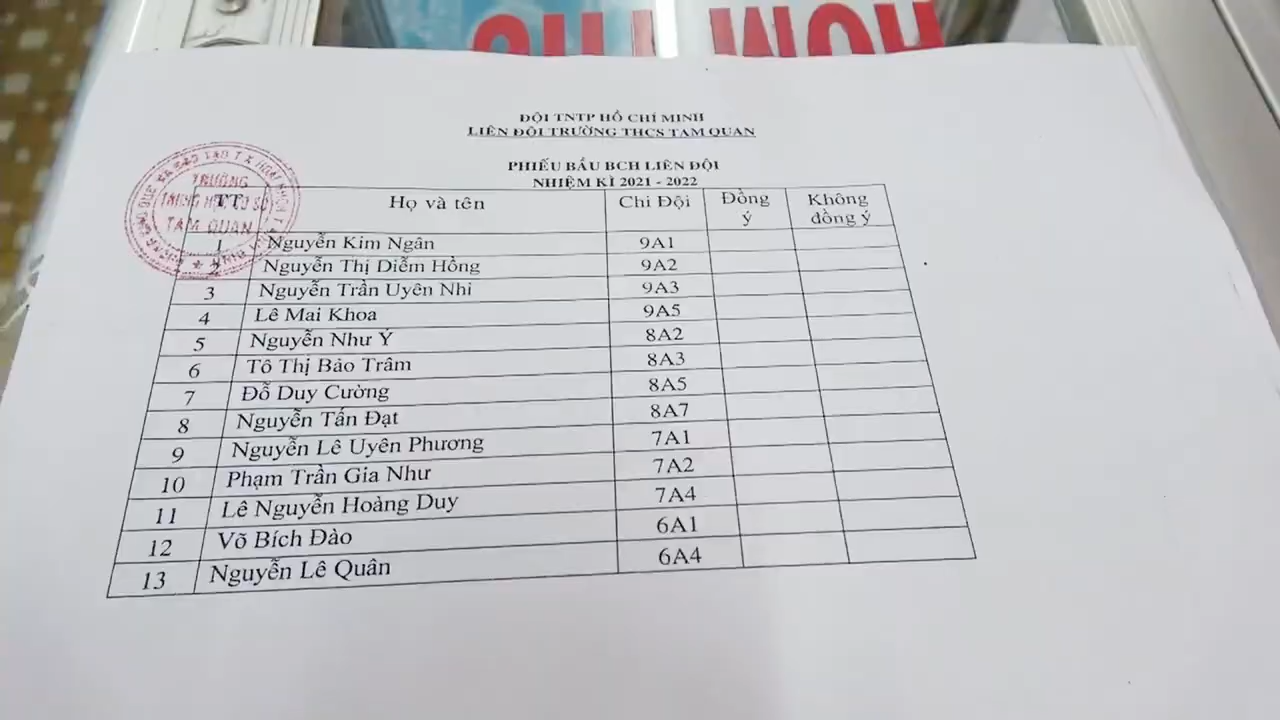 ĐỘI TNTP HỒ CHÍ MINH
LIÊN ĐỘI TRƯỜNG THCS TAM QUAN
PHIẾU BẦU BCH LIÊN ĐỘI
NHIỆM KÌ 2021 - 2022
TT Họ và tên Chi Đội Đồng ý Không đồng ý
1 Nguyễn Kim Ngân 9A1
2 Nguyễn Thị Diễm Hồng 9A2
3 Nguyễn Trần Uyên Nhi 9A3
4 Lê Mai Khoa 9A5
5 Nguyễn Như Ý 8A2
6 Tô Thị Bảo Trâm 8A3
7 Đỗ Duy Cường 8A5
8 Nguyễn Tấn Đạt 8A7
9 Nguyễn Lê Uyên Phương 7A1
10 Phạm Trần Gia Như 7A2
11 Lê Nguyễn Hoàng Duy 7A4
12 Võ Bích Đào 6A1
13 Nguyễn Lê Quân 6A4
TRƯỜNG
TRUNG HỌC CƠ SỞ
TAM QUAN